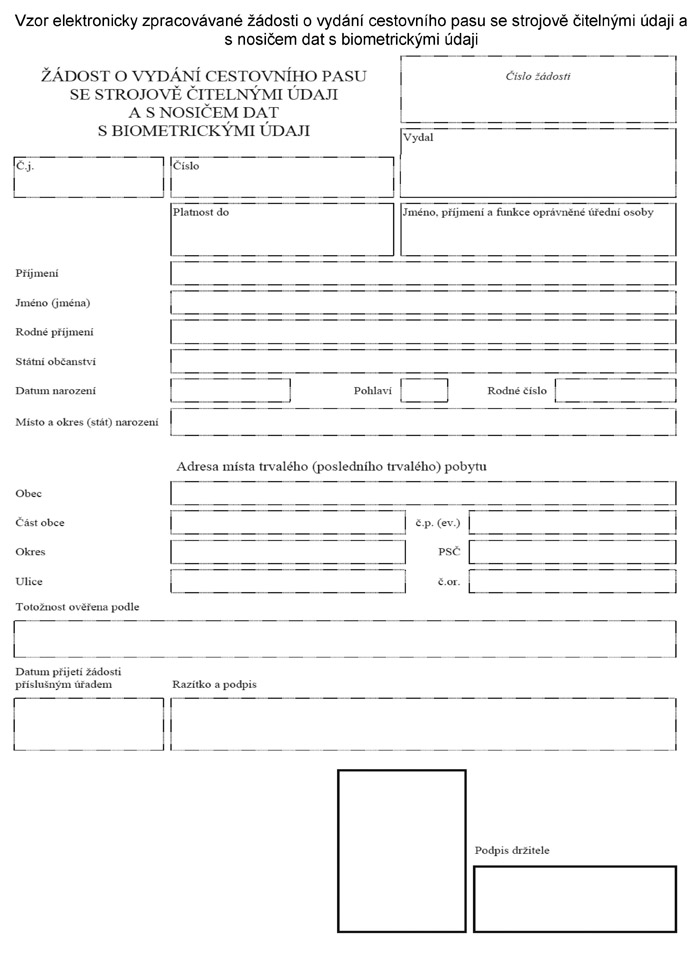 Vzor elektronicky zpracovávané žádosti o vydání cestovního pasu se strojově čitelnými údaji a
s nosičem dat s biometrickými údaji
ŽÁDOST O VYDÁNÍ CESTOVNÍHO PASU
SE STROJOVĚ ČITELNÝMI ÚDAJI
A S NOSIČEM DAT
S BIOMETRICKÝMI ÚDAJI
Číslo žádosti
Vydal
Č.j.
Číslo
Platnost do
Jméno, příjmení a funkce oprávněné úřední osoby
Příjmení
Jméno (jména)
Rodné příjmení
Státní občanství
Datum narození
Pohlaví
Rodné číslo
Místo a okres (stát) narození
Adresa místa trvalého (posledního trvalého) pobytu
Obec
Část obce
č.p. (ev.)
Okres
PSČ
Ulice
č.or.
Totožnost ověřena podle
Datum přijetí žádosti
příslušným úřadem
Razítko a podpis
Podpis držitele